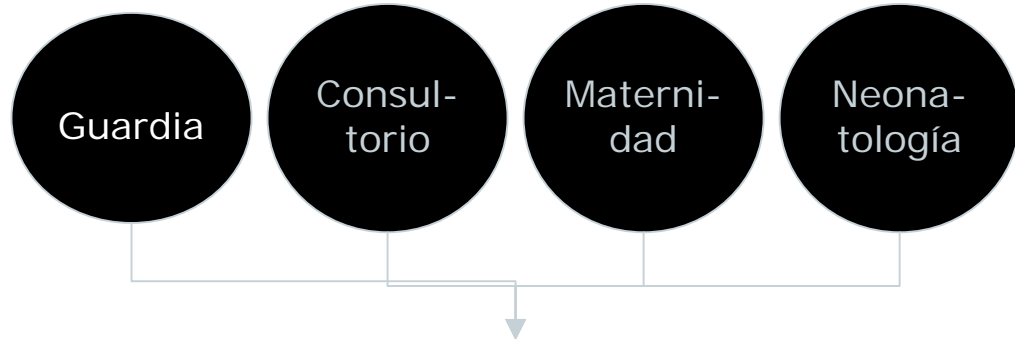 Guardia
Consul-
torio
Materni-
dad
Neona-
tología